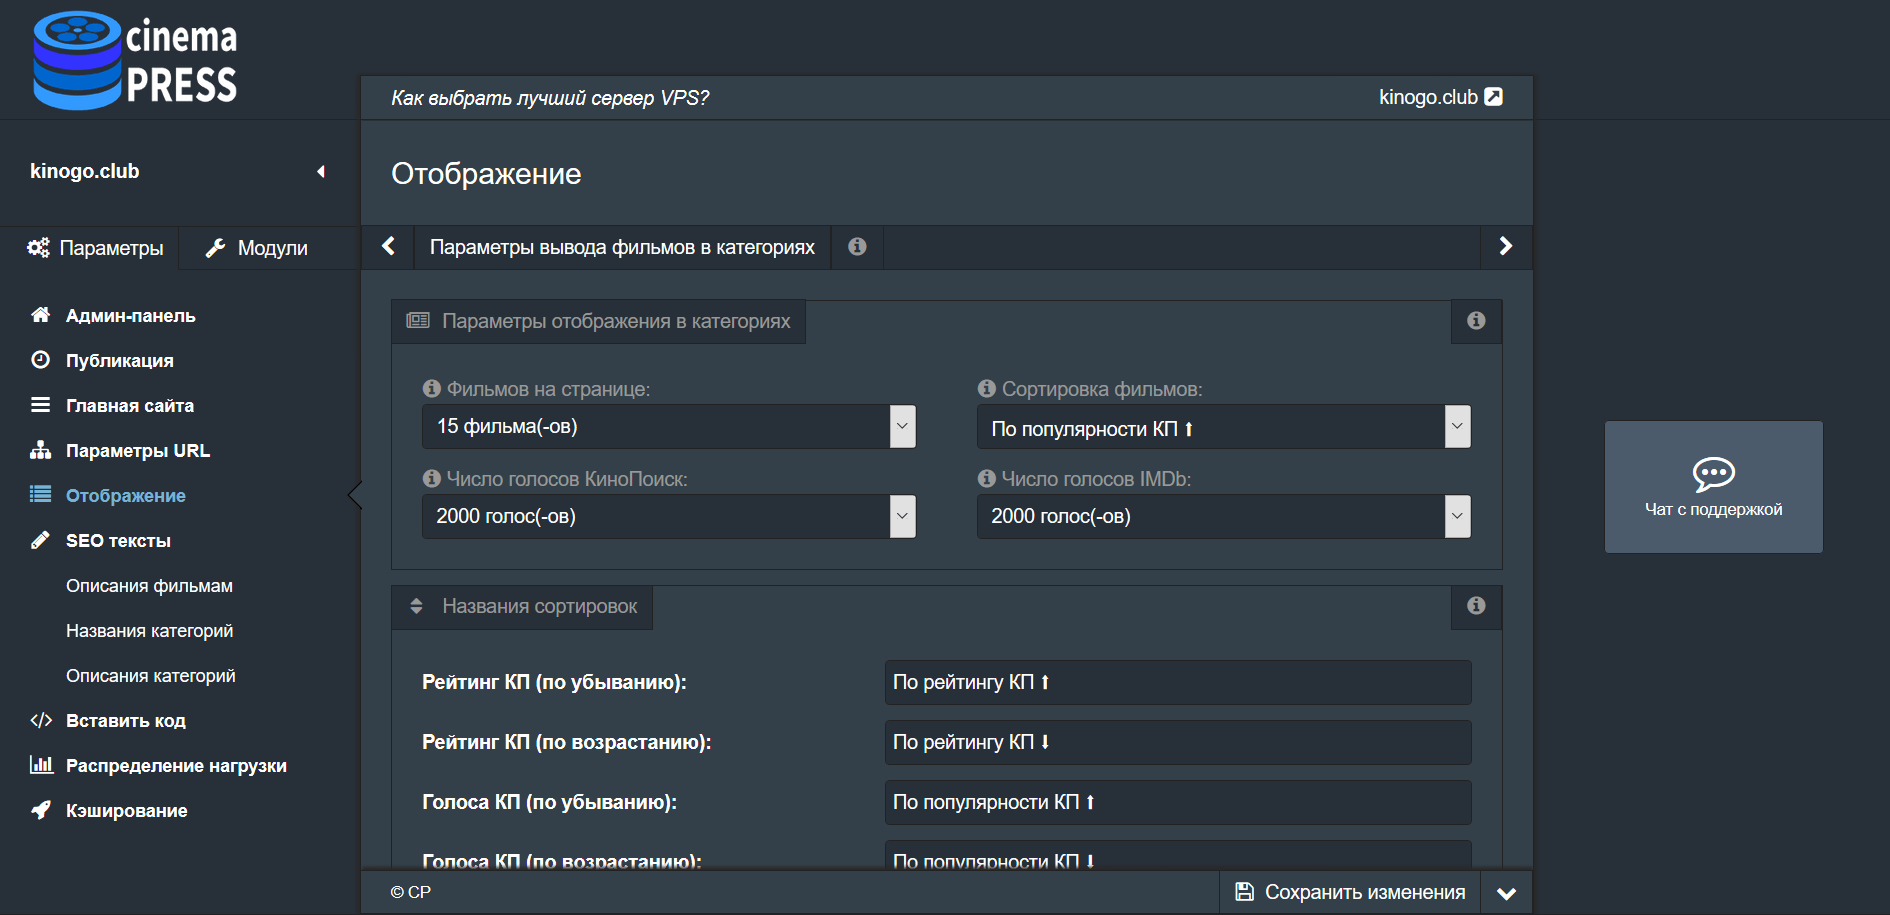 cinema
PRESS
Как выбрать лучший сервер VPS?
kinogo.club
kinogo.club
Отображение
Параметры
Модули
Параметры вывода фильмов в категориях
Админ-панель
Публикация
Главная сайта
Параметры URL
Отображение
SEO тексты
Описания фильмам
Названия категорий
Описания категорий
Вставить код
Распределение нагрузки
Кэширование
Параметры отображения в категориях
Фильмов на странице:
Сортировка фильмов:
15 фильма(-ов)
По популярности КП ⬆
Число голосов КиноПоиск:
Число голосов IMDb:
2000 голос(-ов)
2000 голос(-ов)
Названия сортировок
Рейтинг КП (по убыванию):
По рейтингу КП ⬆
Рейтинг КП (по возрастанию):
По рейтингу КП ⬇
Голоса КП (по убыванию):
По популярности КП ⬆
Голоса КП (по возрастанию):
По популярности КП ⬇
Чат с поддержкой
© CP
Сохранить изменения